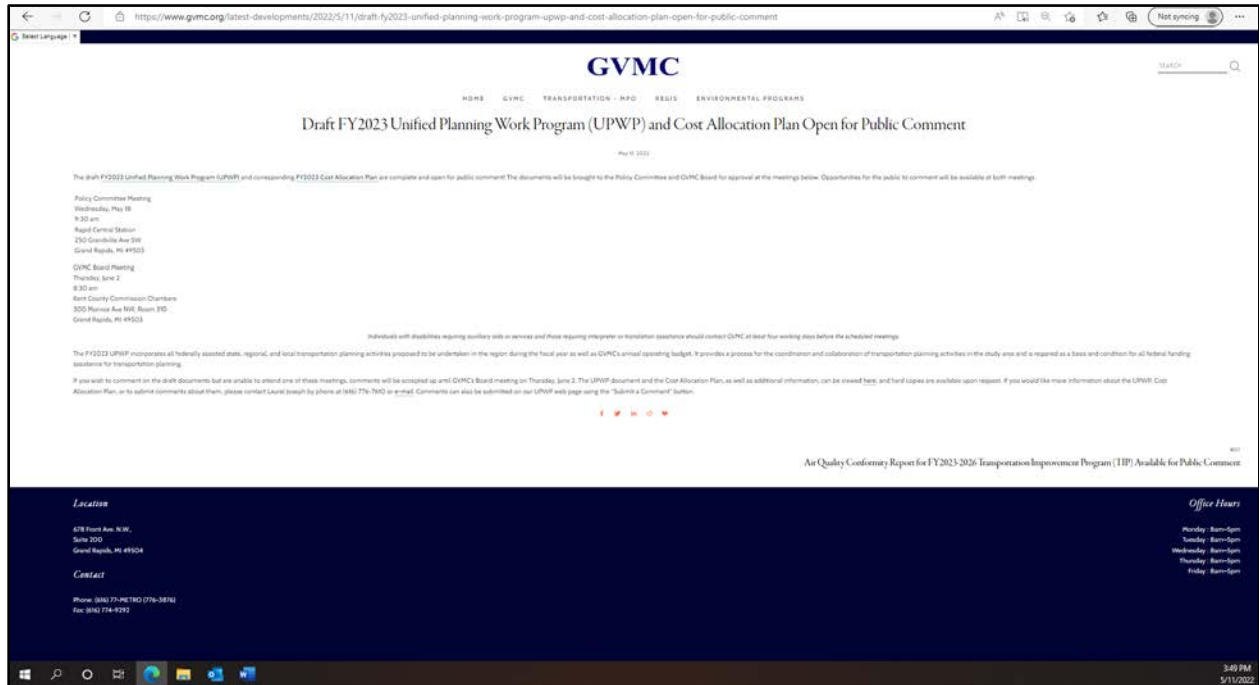 https://www.gvmc.org/latest-developments/2022/5/11/draft-fy2023-unified-planning-work-program-upwp-and-cost-allocation-plan-open-for-public-comment
Not syncing
Select Language
GVMC
SEARCH
HOME GVMC TRANSPORTATION - MPO REGIS ENVIRONMENTAL PROGRAMS
Draft FY2023 Unified Planning Work Program (UPWP) and Cost Allocation Plan Open for Public Comment
May 11, 2022
The draft FY2023 Unified Planning Work Program (UPWP) and corresponding FY2023 Cost Allocation Plan are complete and open for public comment! The documents will be brought to the Policy Committee and GVMC Board for approval at the meetings below. Opportunities for the public to comment will be available at both meetings.
Policy Committee Meeting
Wednesday, May 18
9:30 am
Rapid Central Station
250 Grandville Ave SW
Grand Rapids, MI 49503
GVMC Board Meeting
Thursday, June 2
8:30 am
Kent County Commission Chambers
300 Monroe Ave NW, Room 310
Grand Rapids, MI 49503
Individuals with disabilities requiring auxiliary aids or services and those requiring interpreter or translation assistance should contact GVMC at least four working days before the scheduled meetings.
The FY2023 UPWP incorporates all federally assisted state, regional, and local transportation planning activities proposed to be undertaken in the region during the fiscal year as well as GVMC's annual operating budget. It provides a process for the coordination and collaboration of transportation planning activities in the study area and is required as a basis and condition for all federal funding
assistance for transportation planning.
If you wish to comment on the draft documents but are unable to attend one of these meetings, comments will be accepted up until GVMC's Board meeting on Thursday, June 2. The UPWP document and the Cost Allocation Plan, as well as additional information, can be viewed here, and hard copies are available upon request. If you would like more information about the UPWP, Cost
Allocation Plan, or to submit comments about them, please contact Laurel Joseph by phone at (616) 776-7610 or e-mail. Comments can also be submitted on our UPWP web page using the "Submit a Comment" button.
NEXT
Air Quality Conformity Report for FY2023-2026 Transportation Improvement Program (TIP) Available for Public Comment
Location
678 Front Ave. N.W.,
Suite 200
Grand Rapids, MI 49504
Contact
Phone: (616) 77-METRO (776-3876)
Fax: (616) 774-9292
Office Hours
Monday : 8am–5pm
Tuesday : 8am–5pm
Wednesday : 8am–5pm
Thursday : 8am–5pm
Friday : 8am–5pm
3:49 PM
5/11/2022